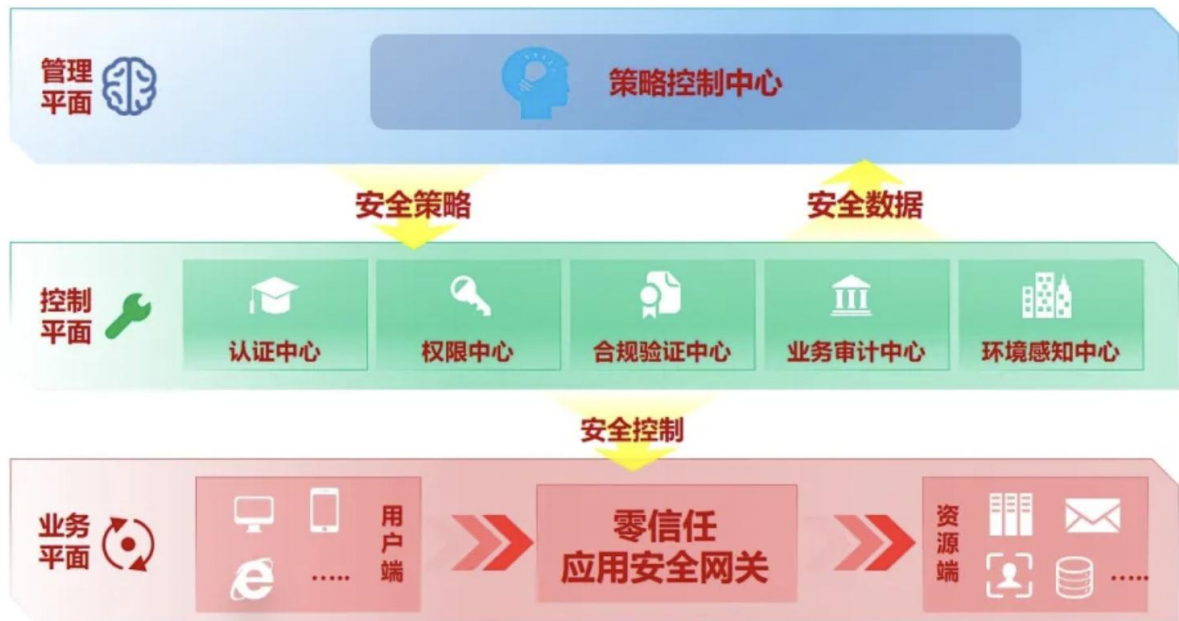 管理
平面
策略控制中心
安全策略
安全数据
控制
平面
认证中心
权限中心
合规验证中心
业务审计中心
环境感知中心
安全控制
业务
平面
用
户
端
.....
零信任
应用安全网关
资
源
端
.....